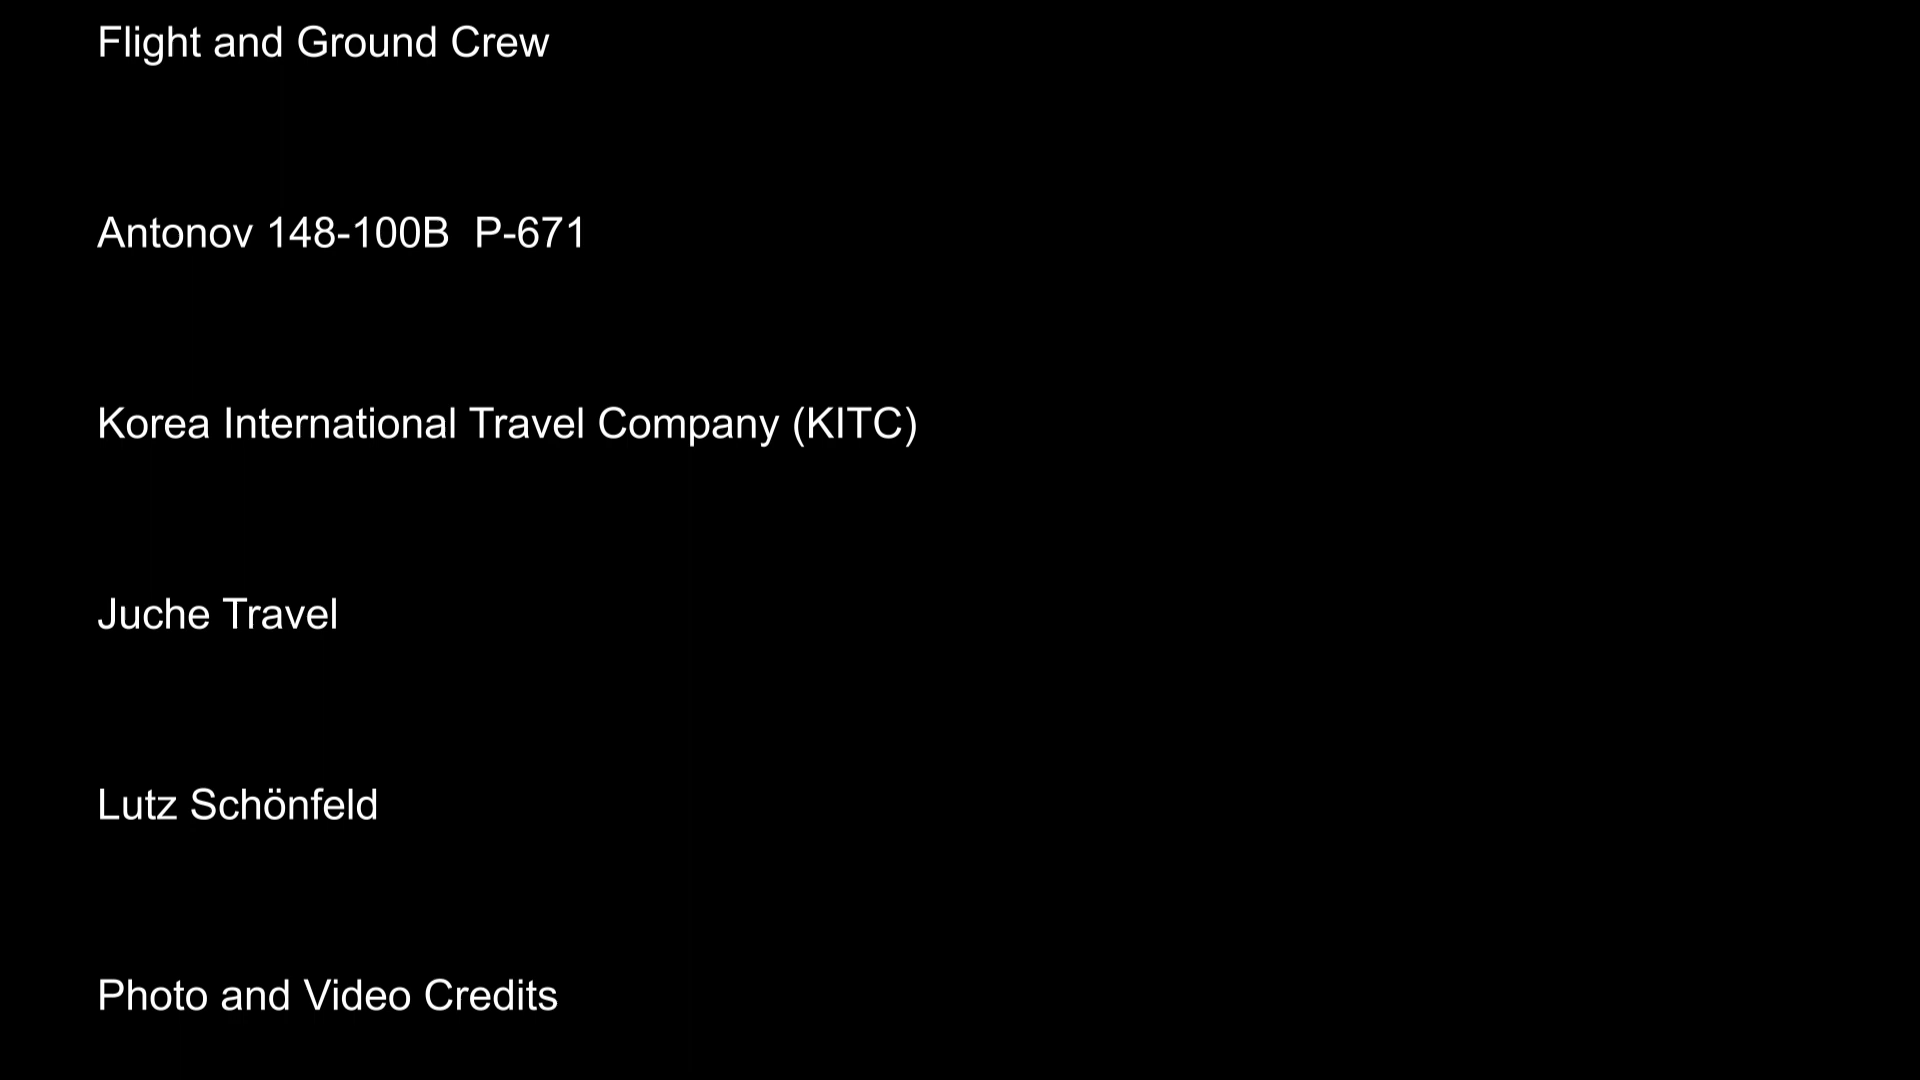 Flight and Ground Crew
Antonov 148-100B  P-671
Korea International Travel Company (KITC)
Juche Travel
Lutz Schönfeld
Photo and Video Credits